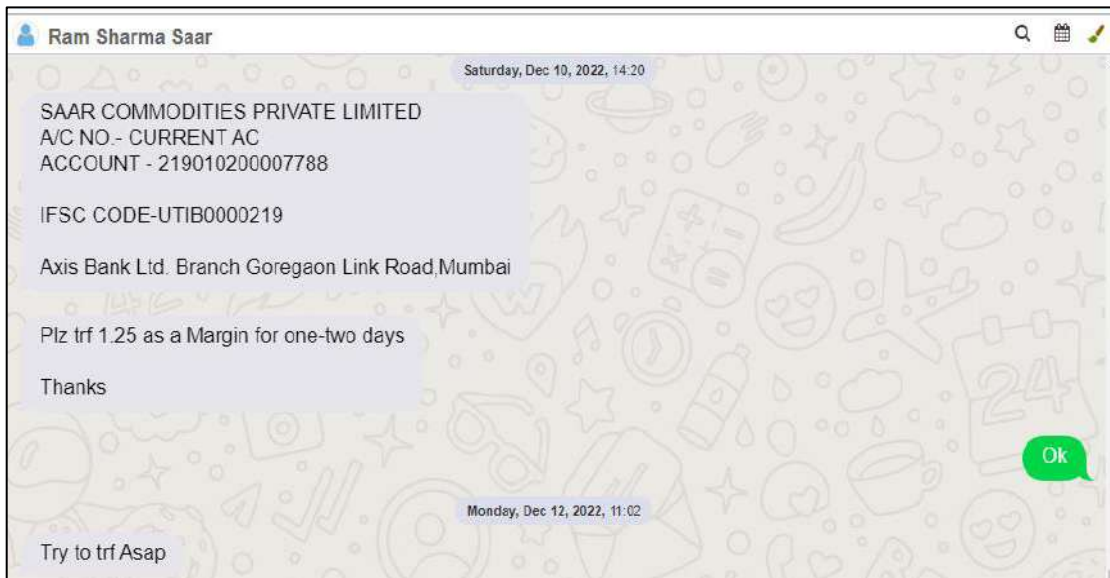 Ram Sharma Saar
Saturday, Dec 10, 2022, 14:20
SAAR COMMODITIES PRIVATE LIMITED
A/C NO.- CURRENT AC
ACCOUNT - 219010200007788
IFSC CODE-UTIB0000219
Axis Bank Ltd. Branch Goregaon Link Road,Mumbai
Plz trf 1.25 as a Margin for one-two days
Thanks
Ok
Monday, Dec 12, 2022, 11:02
Try to trf Asap